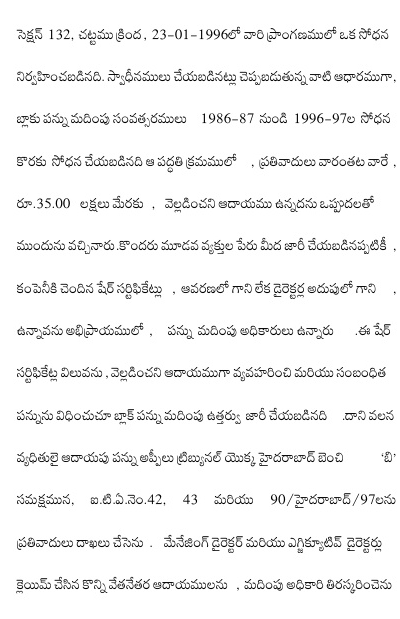 సెక్షన్ 132, చట్టము క్రింద, 23-01-1996లో వారి ప్రాంగణములో ఒక సోధన
నిర్వహించబడినది. స్వాధీనములు చేయబడినట్లు చెప్పబడుతున్న వాటి ఆధారముగా,
బ్లాకు పన్ను మదింపు సంవత్సరములు 1986-87 నుండి 1996-97ల సోధన
కొరకు సోధన చేయబడినది ఆ పద్ధతి క్రమములో , ప్రతివాదులు వారంతట వారే ,
రూ.35.00 లక్షలు మేరకు , వెల్లడించని ఆదాయము ఉన్నదను ఒప్పుదలతో
ముందును వచ్చినారు.కొందరు మూడవ వ్యక్తుల పేరు మీద జారీ చేయబడినప్పటికీ ,
కంపెనీకి చెందిన షేర్ సర్టిఫికేట్లు , ఆవరణలో గాని లేక డైరెక్టర్ల అదుపులో గాని ,
ఉన్నావను అభిప్రాయములో , పన్ను మదింపు అధికారులు ఉన్నారు .ఈ షేర్
సర్టిఫికేట్ల విలువను , వెల్లడించని ఆదాయముగా వ్యవహరించి మరియు సంబంధిత
పన్నును విధించుచూ బ్లాక్ పన్ను మదింపు ఉత్తర్వు జారీ చేయబడినది .దాని వలన
వ్యధితులై ఆదాయపు పన్ను అప్పీలు ట్రిబ్యునల్ యొక్క హైదరాబాద్ బెంచి 'బి'
సమక్షమున, ఐ.టి.ఏ.నెం.42, 43 మరియు 90/హైదరాబాద్/97లను
ప్రతివాదులు దాఖలు చేసెను . మేనేజింగ్ డైరెక్టర్ మరియు ఎగ్జిక్యూటివ్ డైరెక్టర్లు
క్లెయిమ్ చేసిన కొన్ని వేతనేతర ఆదాయములను , మదింపు అధికారి తిరస్కరించెను